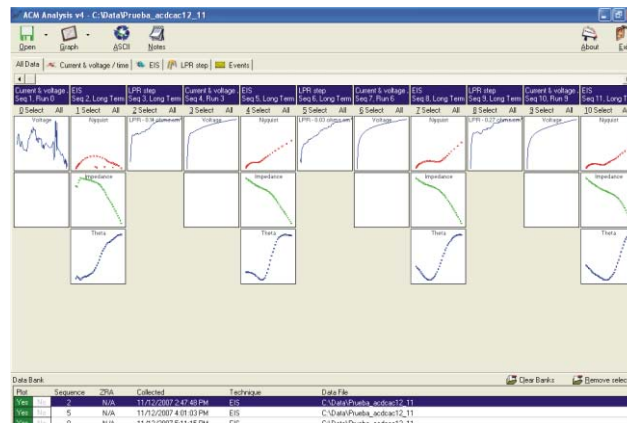 ACM Analysis v4 - C:\Data\Prueba_acdcac12_11
Open Graph ASCII Notes About
All Data Current & voltage / time EIS LPR step Events
Current & voltage EIS LPR step Current & voltage EIS LPR step Current & voltage EIS LPR step Current & voltage EIS
Seq 1, Run 0 Seq 2, Long Term Seq 3, Long Term Seq 4, Run 3 Seq 5, Long Term Seq 6, Long Term Seq 7, Run 6 Seq 8, Long Term Seq 9, Long Term Seq 10, Run 9 Seq 11, Long
0 Select All 1 Select All 2 Select All 3 Select All 4 Select All 5 Select All 6 Select All 7 Select All 8 Select All 9 Select All 10 Select All
Voltage Nyquist Voltage Nyquist LPR - 0.03 ohms.cm² Voltage Nyquist Voltage Nyquist
Impedance Impedance Impedance Impedance
Theta Theta Theta Theta
Data Bank Clear Banks
Plot Sequence ZRA Collected Technique Data File
Yes No 2 N/A 11/12/2007 2:47:48 PM EIS C:\Data\Prueba_acdcac12_11
Yes No 5 N/A 11/12/2007 4:01:03 PM EIS C:\Data\Prueba_acdcac12_11